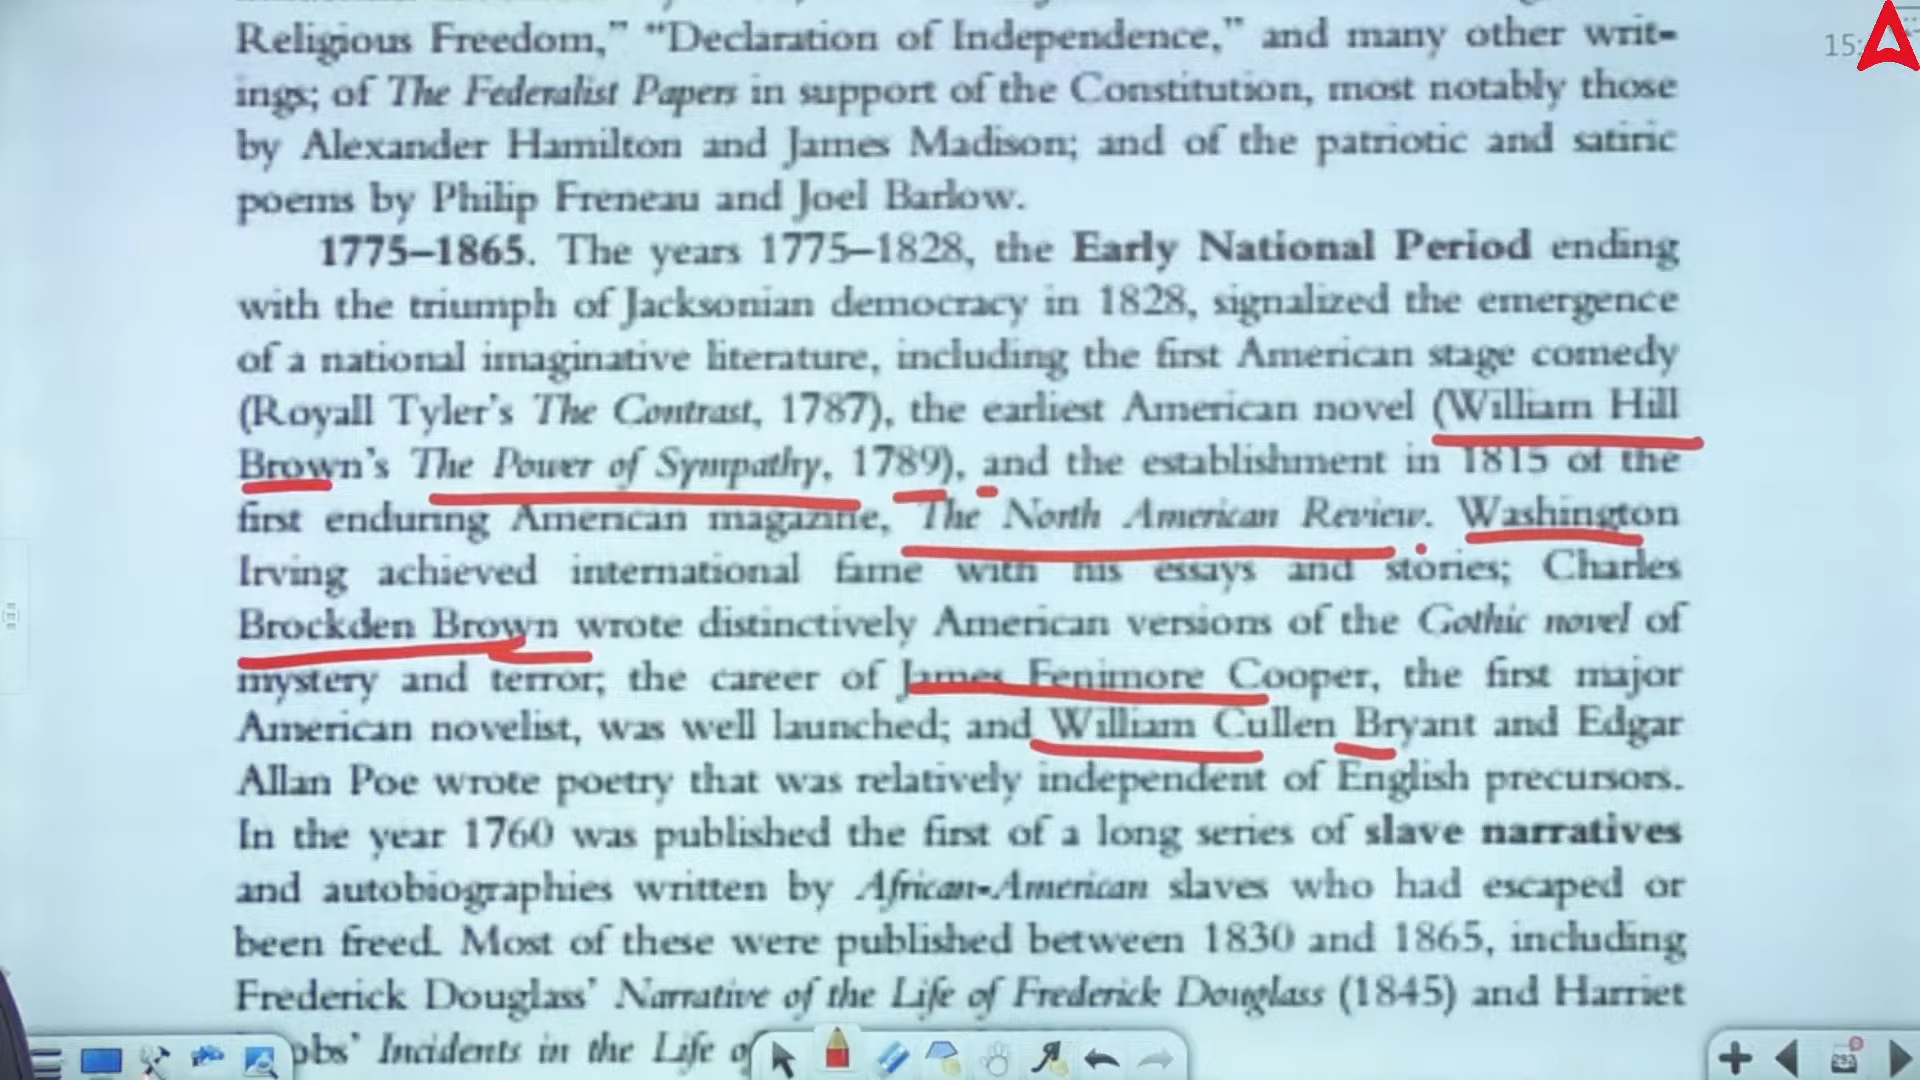 Religious Freedom,” “Declaration of Independence,” and many other writ-
ings; of The Federalist Papers in support of the Constitution, most notably those
by Alexander Hamilton and James Madison; and of the patriotic and satiric
poems by Philip Freneau and Joel Barlow.
1775–1865. The years 1775–1828, the Early National Period ending
with the triumph of Jacksonian democracy in 1828, signalized the emergence
of a national imaginative literature, including the first American stage comedy
(Royall Tyler’s The Contrast, 1787), the earliest American novel (William Hill
Brown’s The Power of Sympathy, 1789), and the establishment in 1815 of the
first enduring American magazine, The North American Review. Washington
Irving achieved international fame with his essays and stories; Charles
Brockden Brown wrote distinctively American versions of the Gothic novel of
mystery and terror; the career of James Fenimore Cooper, the first major
American novelist, was well launched; and William Cullen Bryant and Edgar
Allan Poe wrote poetry that was relatively independent of English precursors.
In the year 1760 was published the first of a long series of slave narratives
and autobiographies written by African-American slaves who had escaped or
been freed. Most of these were published between 1830 and 1865, including
Frederick Douglass’ Narrative of the Life of Frederick Douglass (1845) and Harriet
obs’ Incidents in the Life